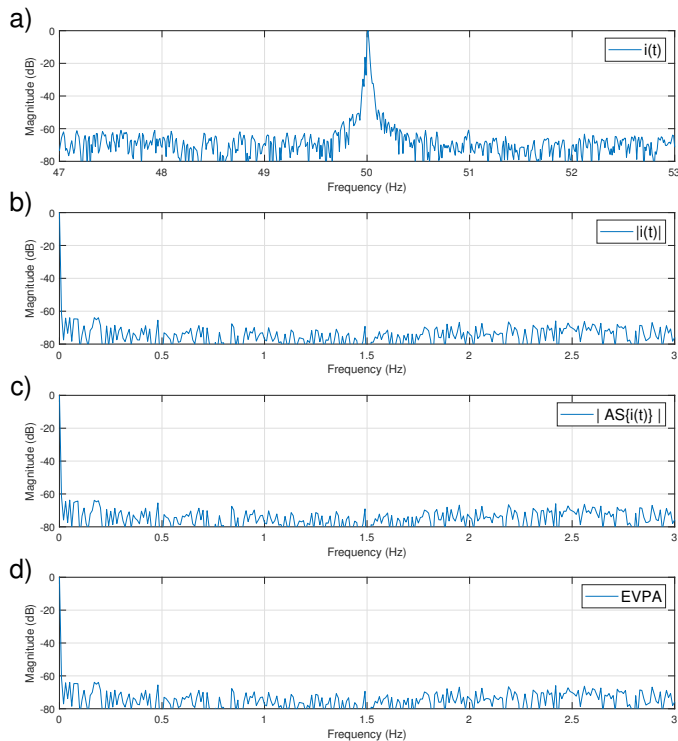 a)
Magnitude (dB)
0
-20
-40
-60
-80
i(t)
47 48 49 50 51 52 53
Frequency (Hz)
b)
Magnitude (dB)
0
-20
-40
-60
-80
|i(t)|
0 0.5 1 1.5 2 2.5 3
Frequency (Hz)
c)
Magnitude (dB)
0
-20
-40
-60
-80
| AS{i(t)} |
0 0.5 1 1.5 2 2.5 3
Frequency (Hz)
d)
Magnitude (dB)
0
-20
-40
-60
-80
EVPA
0 0.5 1 1.5 2 2.5 3
Frequency (Hz)